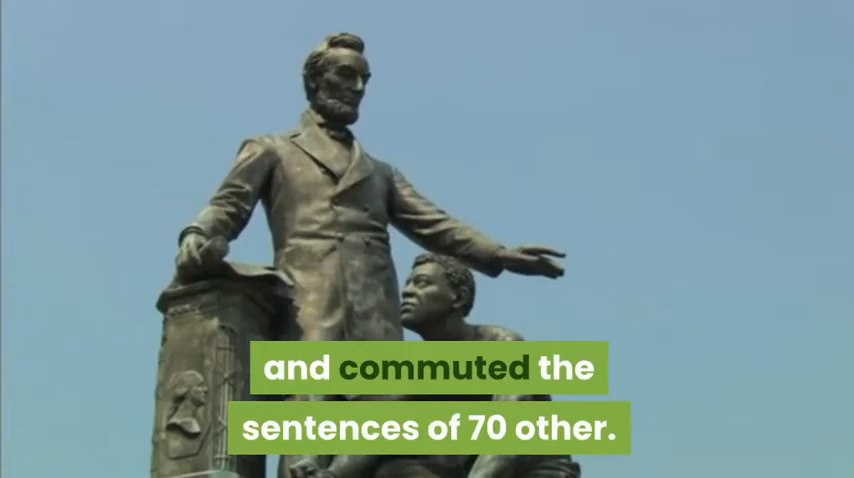 and commuted the
sentences of 70 other.